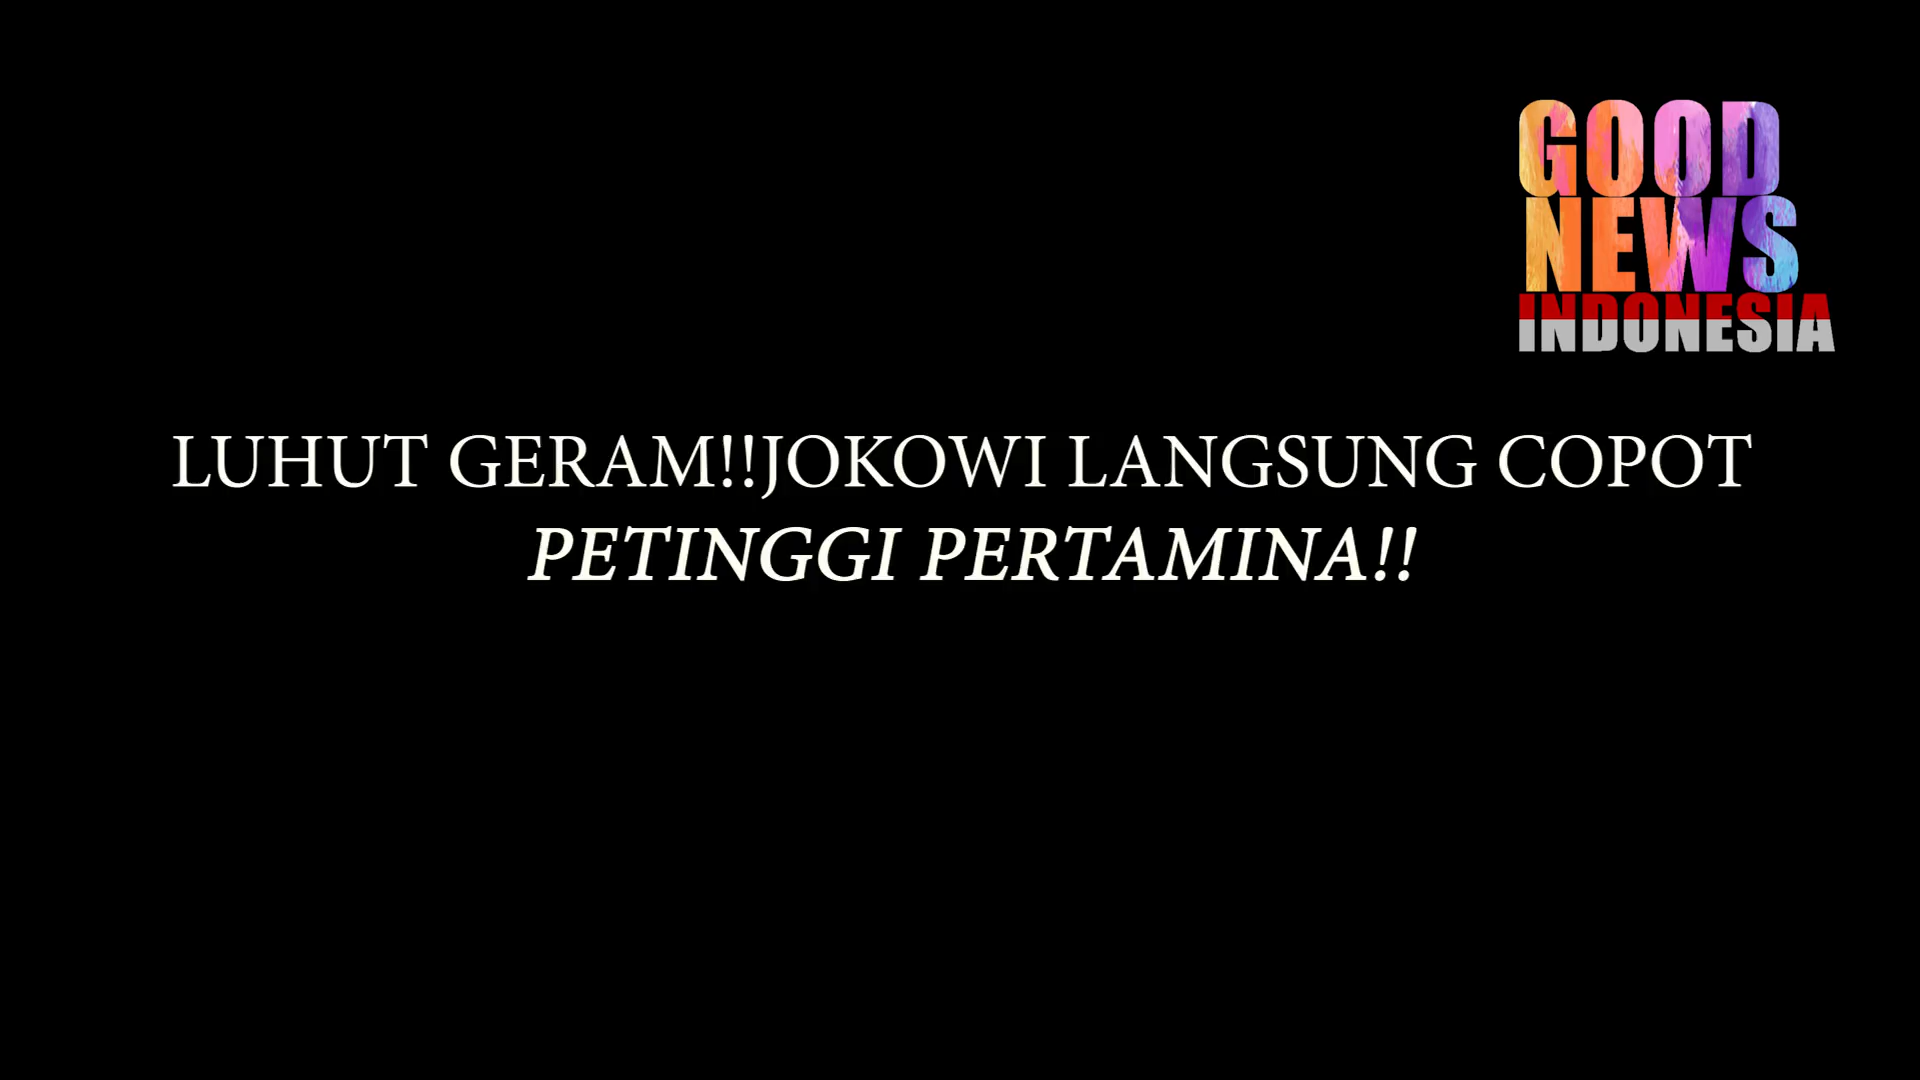 GOOD
NEWS
INDONESIA
LUHUT GERAM!!JOKOWI LANGSUNG COPOT
PETINGGI PERTAMINA!!